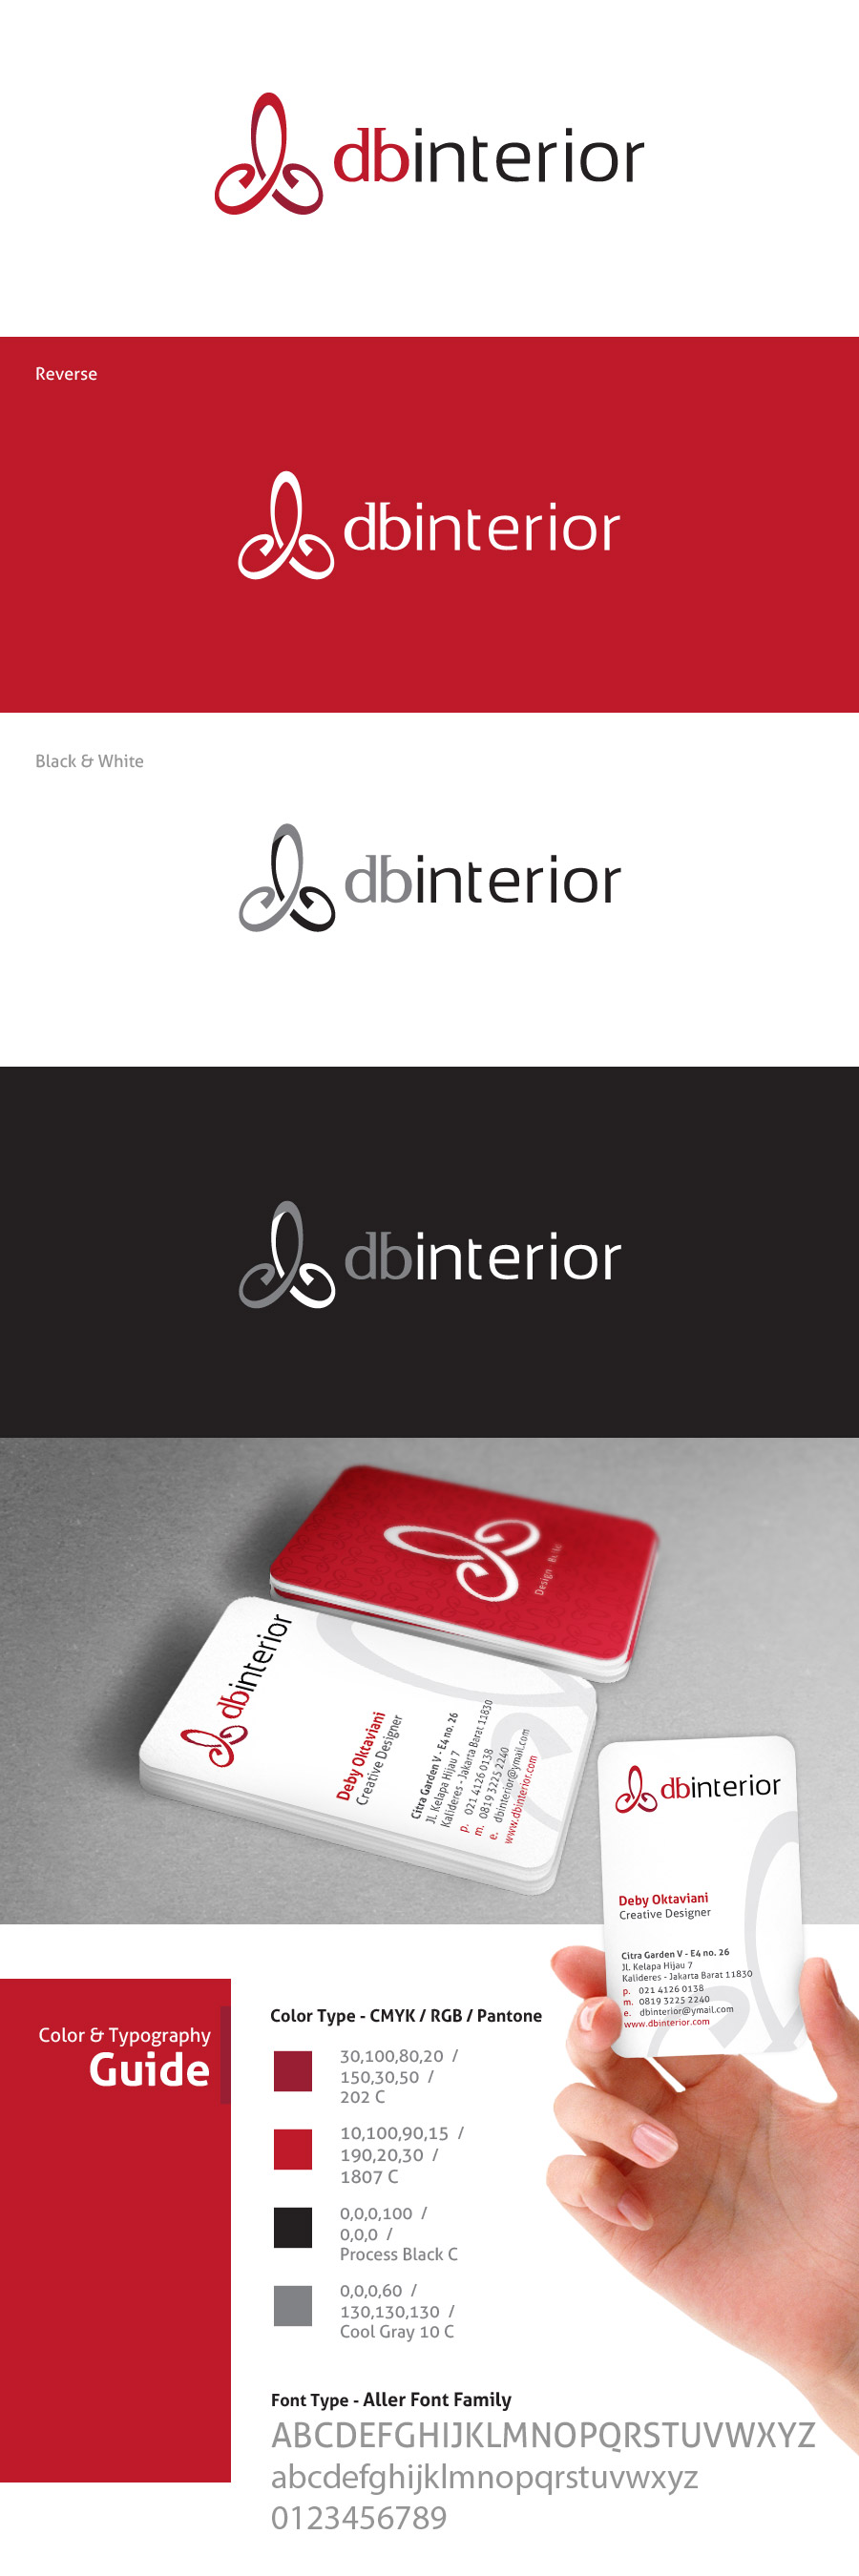 dbinterior
Reverse
dbinterior
Black & White
dbinterior
dbinterior
Design
dbinterior
Deby Oktaviani
Creative Designer
Citra Garden V - E4 no. 26
Jl. Kelapa Hijau 7
Kalideres - Jakarta Barat 11830
p. 021 4126 0138
m. 0819 3225 2240
e. dbinterior@ymail.com
www.dbinterior.com
dbinterior
Deby Oktaviani
Creative Designer
Citra Garden V - E4 no. 26
Jl. Kelapa Hijau 7
Kalideres - Jakarta Barat 11830
p. 021 4126 0138
m. 0819 3225 2240
e. dbinterior@ymail.com
www.dbinterior.com
Color & Typography
Guide
Color Type - CMYK / RGB / Pantone
30,100,80,20 /
150,30,50 /
202 C
10,100,90,15 /
190,20,30 /
1807 C
0,0,0,100 /
0,0,0 /
Process Black C
0,0,0,60 /
130,130,130 /
Cool Gray 10 C
Font Type - Aller Font Family
ABCDEFGHIJKLMNOPQRSTUVWXYZ
abcdefghijklmnopqrstuvwxyz
0123456789